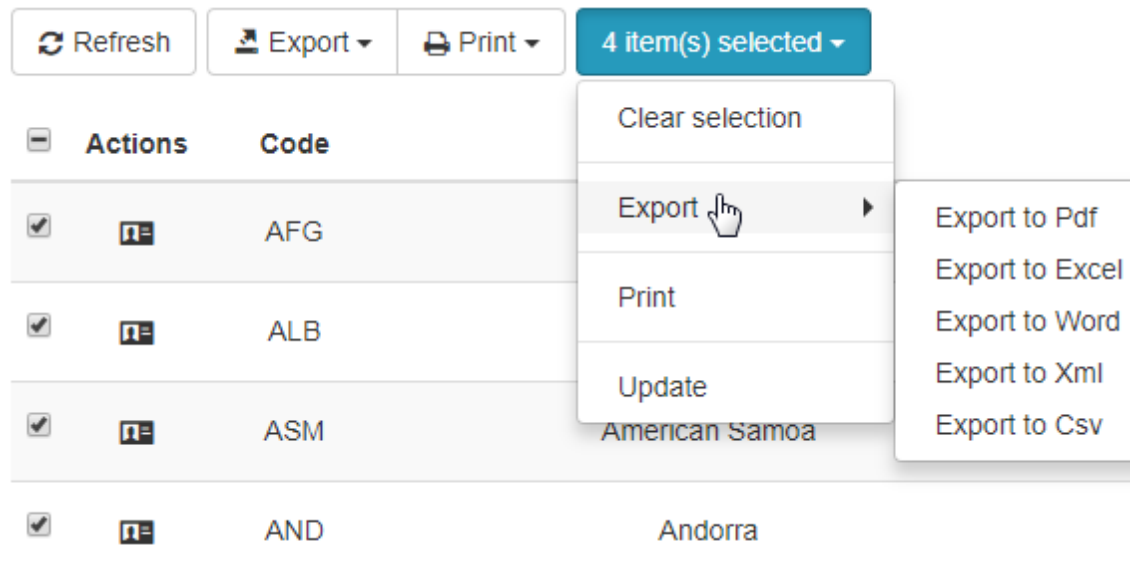 Refresh Export Print 4 item(s) selected
Clear selection
Actions Code
Export
Export to Pdf
AFG
Export to Excel
Print
Export to Word
ALB
Export to Xml
Update
Export to Csv
ASM American Samoa
AND Andorra